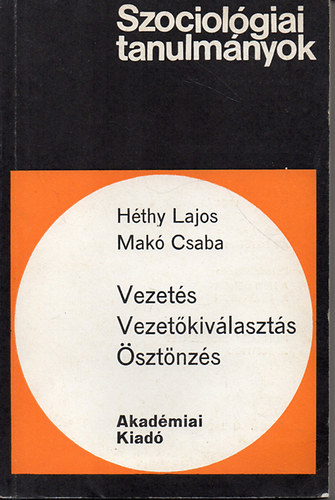 Szociológiai
tanulmányok
Héthy Lajos
Makó Csaba
Vezetés
Vezetőkiválasztás
Ösztönzés
Akadémiai
Kiadó